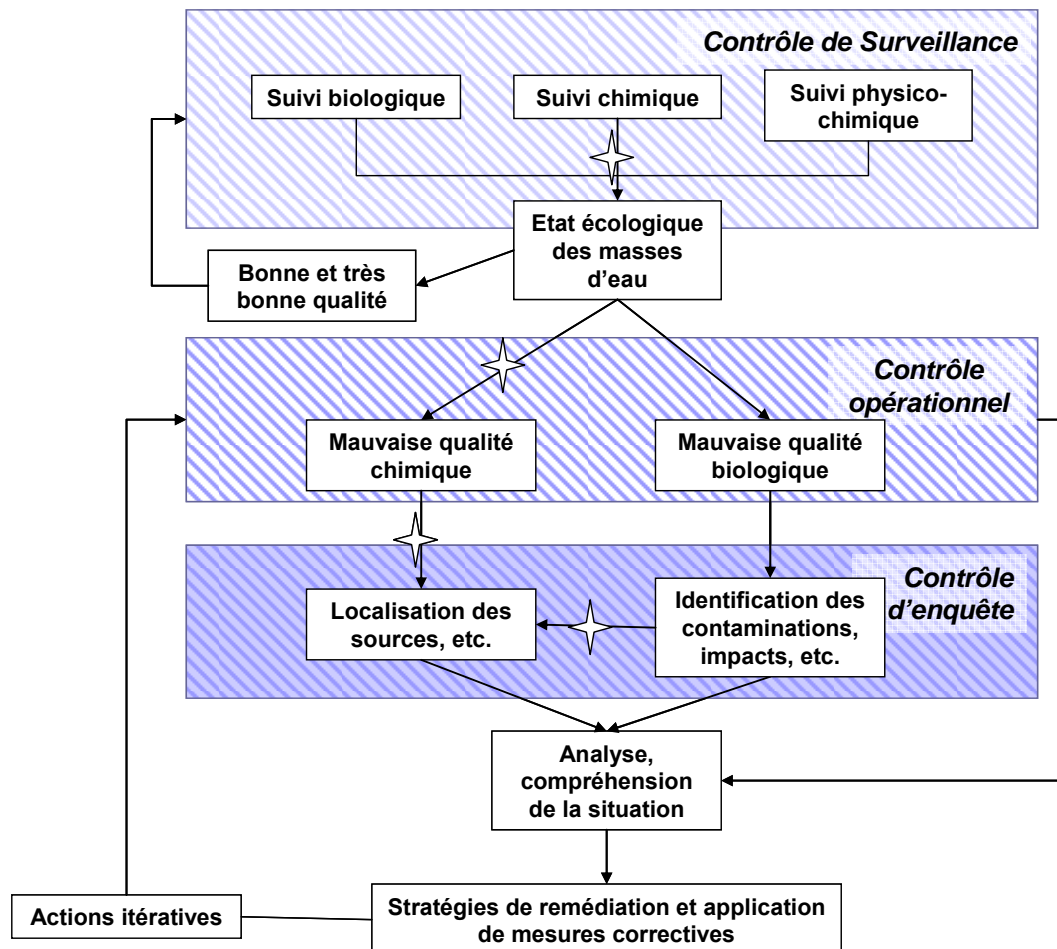 Contrôle de Surveillance
Suivi biologique
Suivi chimique
Suivi physico-
chimique
Etat écologique
des masses
d'eau
Bonne et très
bonne qualité
Contrôle
opérationnel
Mauvaise qualité
chimique
Mauvaise qualité
biologique
Contrôle
d'enquête
Localisation des
sources, etc.
Identification des
contaminations,
impacts, etc.
Analyse,
compréhension
de la situation
Actions itératives
Stratégies de remédiation et application
de mesures correctives